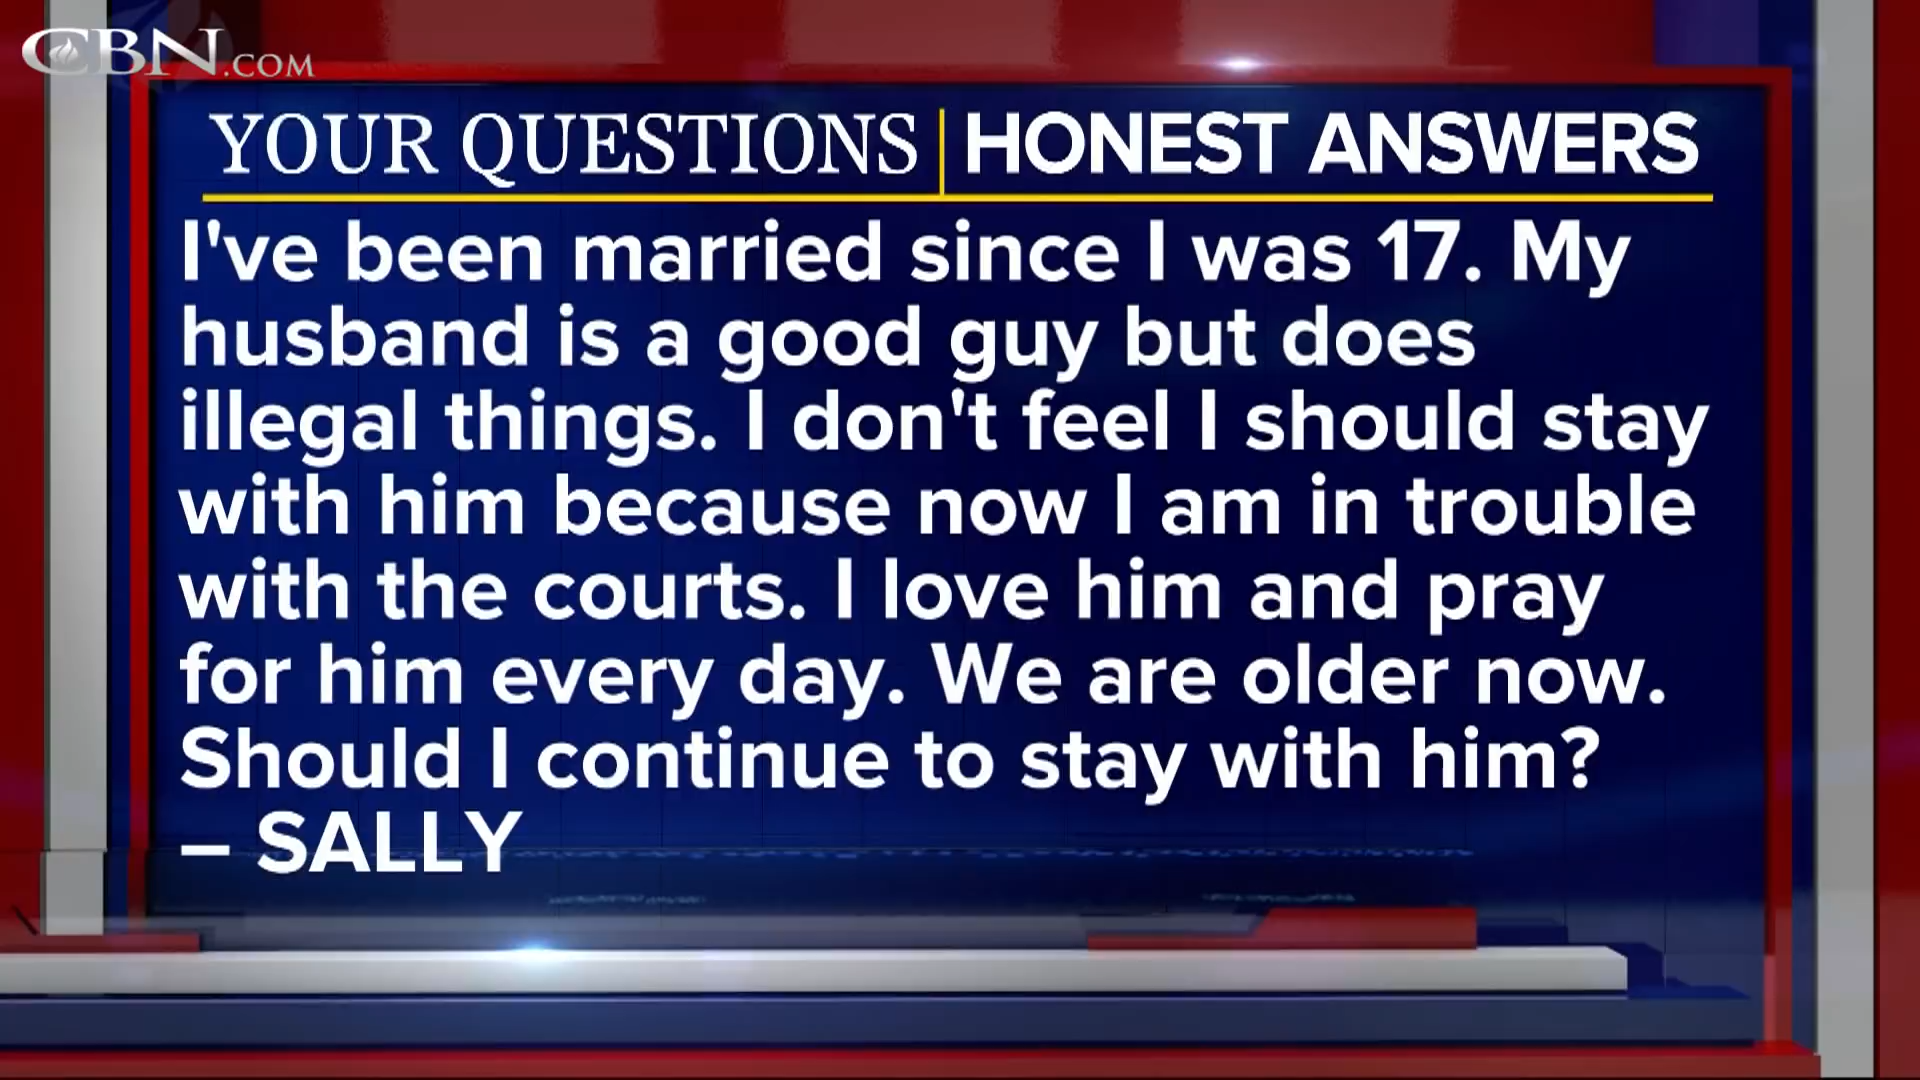 CBN.COM
YOUR QUESTIONS | HONEST ANSWERS
I've been married since I was 17. My
husband is a good guy but does
illegal things. I don't feel I should stay
with him because now I am in trouble
with the courts. I love him and pray
for him every day. We are older now.
Should I continue to stay with him?
– SALLY